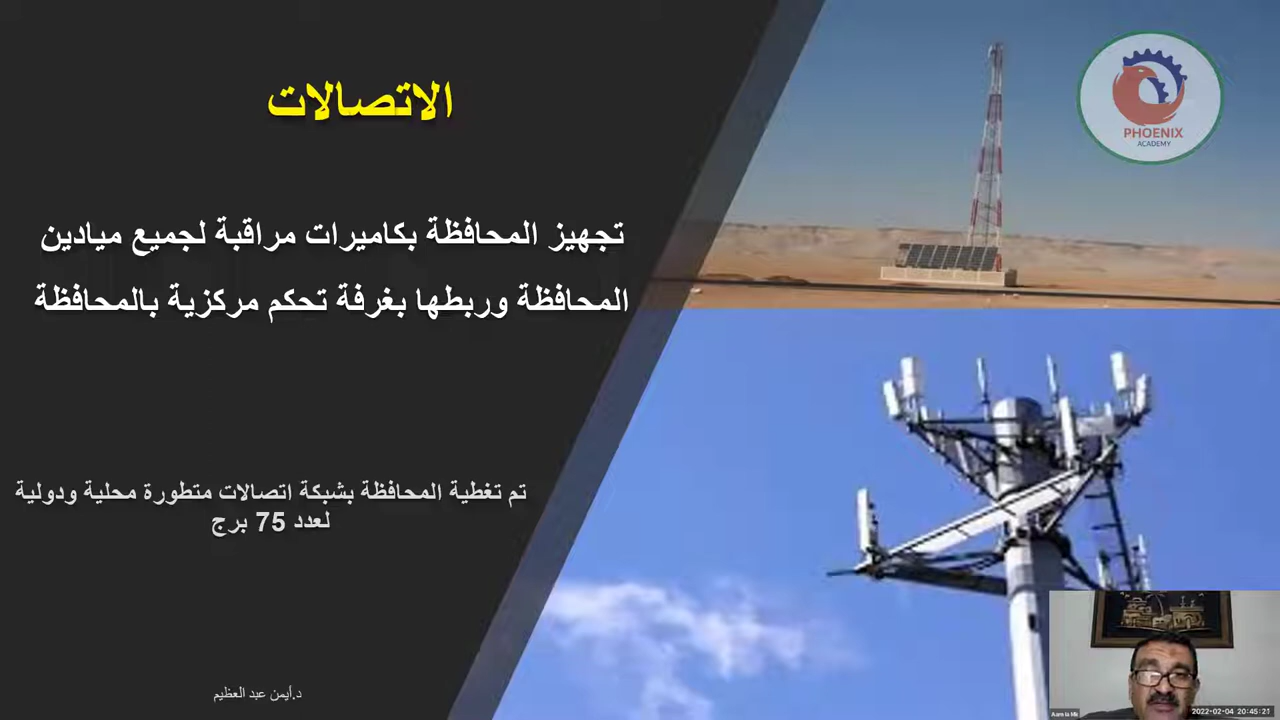 الاتصالات
PHOENIX
ACADEMY
تجهيز المحافظة بكاميرات مراقبة لجميع ميادين
المحافظة وربطها بغرفة تحكم مركزية بالمحافظة
تم تغطية المحافظة بشبكة اتصالات متطورة محلية ودولية
لعدد 75 برج
د.أيمن عبد العظيم
2022-02-04 20:45:21